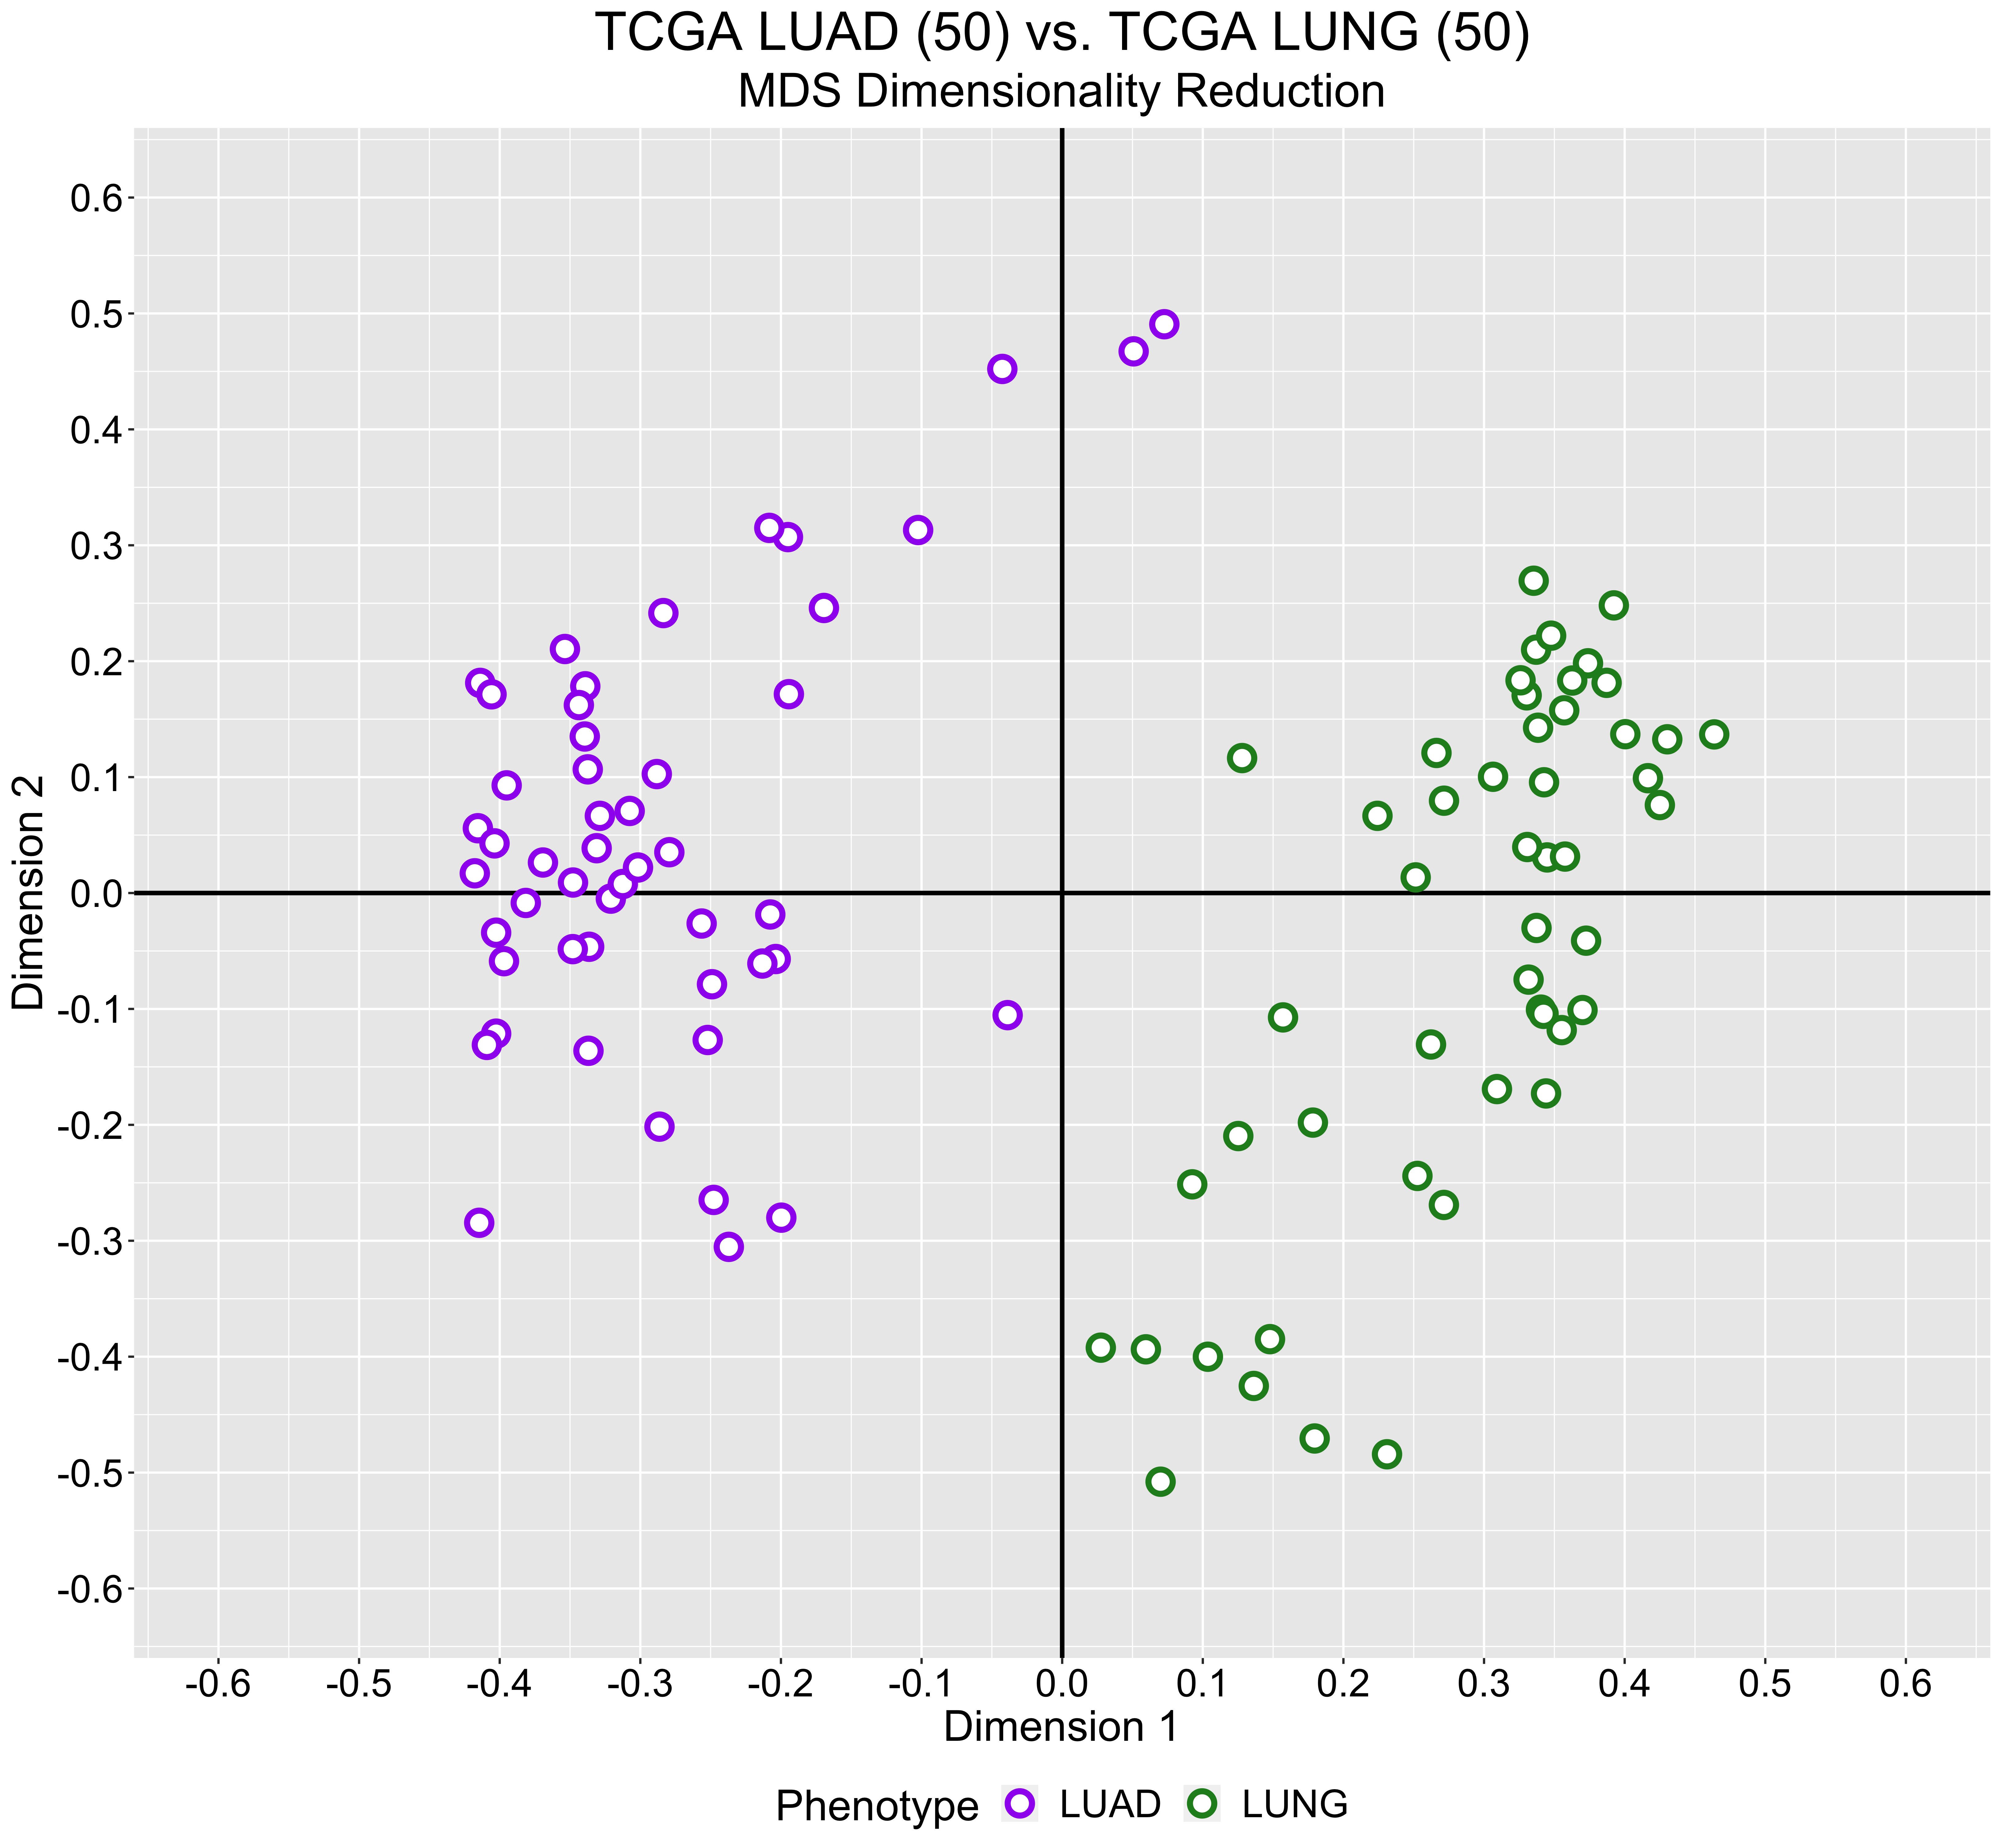 TCGA LUAD (50) vs. TCGA LUNG (50)
MDS Dimensionality Reduction
Dimension 2
0.6
0.5
0.4
0.3
0.2
0.1
0.0
-0.1
-0.2
-0.3
-0.4
-0.5
-0.6
-0.6 -0.5 -0.4 -0.3 -0.2 -0.1 0.0 0.1 0.2 0.3 0.4 0.5 0.6
Dimension 1
Phenotype LUAD LUNG